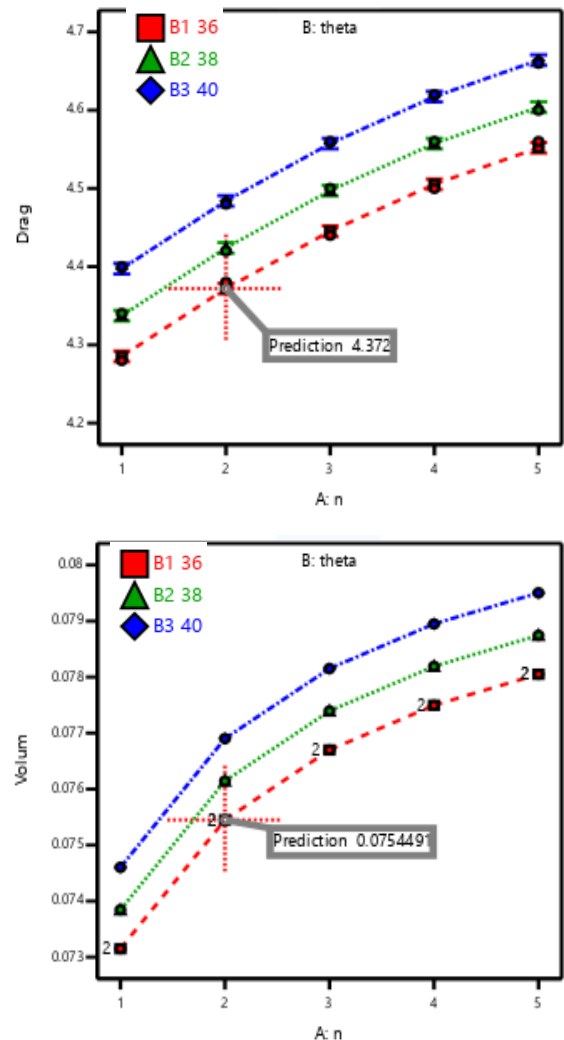 4.7
B1 36
B: theta
B2 38
B3 40
4.6
4.5
Drag
4.4
4.3
Prediction 4.372
4.2
1 2 3 4 5
A: n
0.08
B1 36
B: theta
B2 38
0.079
B3 40
0.078
2
2
0.077
2
Volum
0.076
2
0.075
Prediction 0.0754491
0.074
2
0.073
1 2 3 4 5
A: n